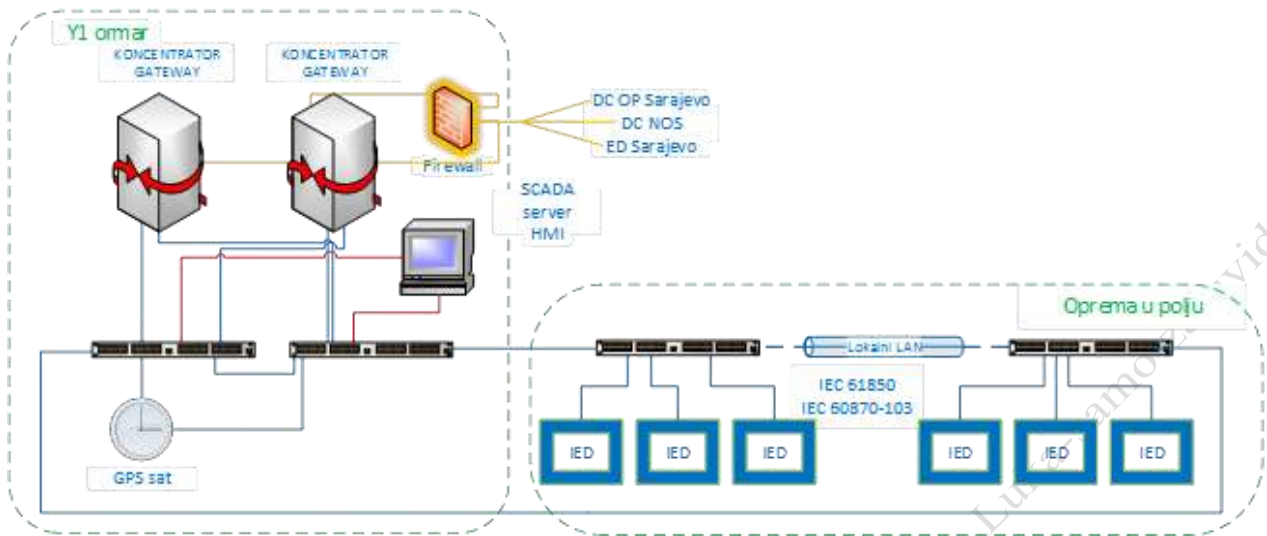 Y1 ormar
KONCENTRATOR
GATEWAY
KONCENTRATOR
GATEWAY
Firewall
DC OP Sarajevo
DC NOS
ED Sarajevo
SCADA
server
HMI
GPS sat
Oprema u polju
Lokalni LAN
IEC 61850
IEC 60870-103
IED
IED
IED
IED
IED
IED